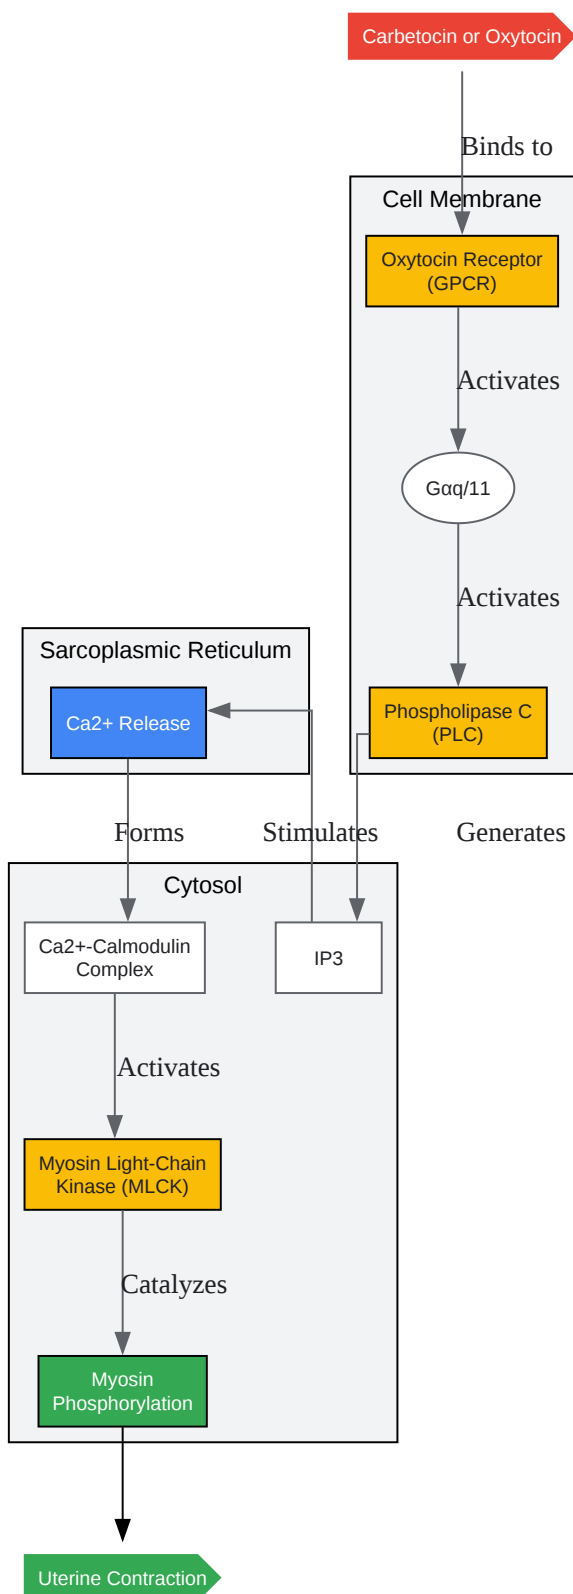 Carbetocin or Oxytocin
Binds to
Cell Membrane
Oxytocin Receptor
(GPCR)
Activates
Gαq/11
Activates
Sarcoplasmic Reticulum
Ca2+ Release
Phospholipase C
(PLC)
Forms
Stimulates
Generates
Cytosol
Ca2+-Calmodulin
Complex
IP3
Activates
Myosin Light-Chain
Kinase (MLCK)
Catalyzes
Myosin
Phosphorylation
Uterine Contraction